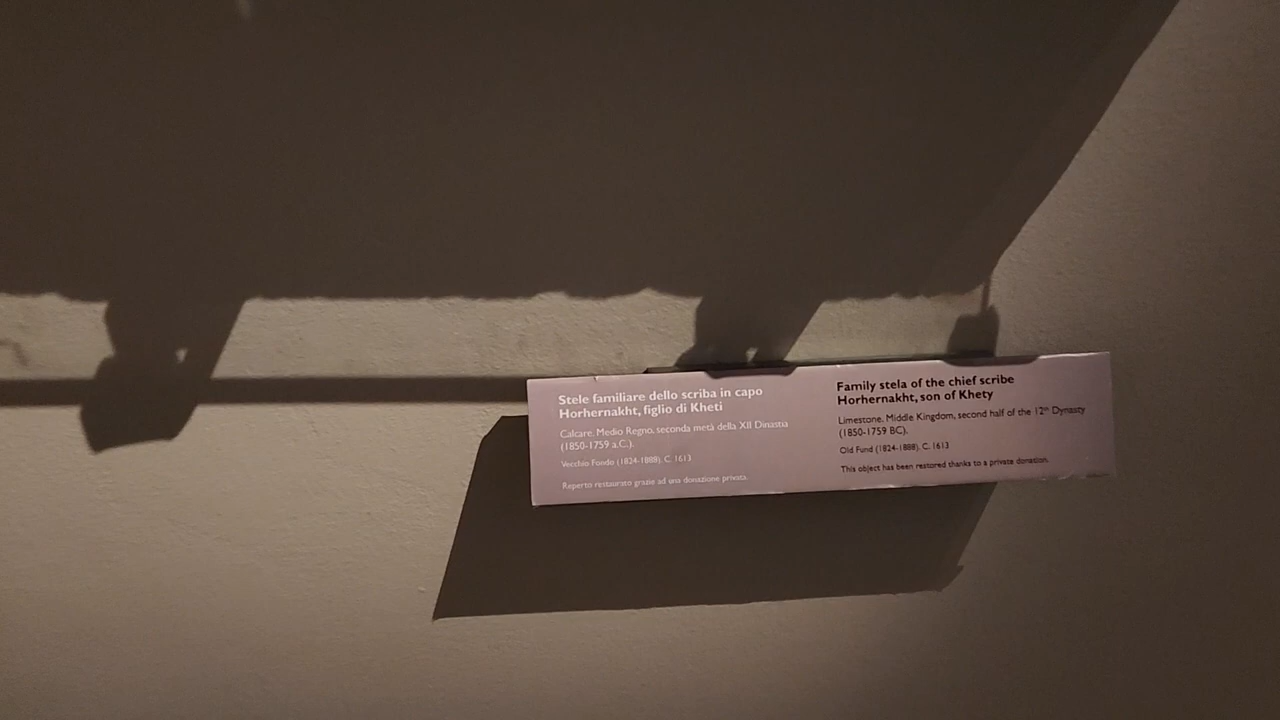 Stele familiare dello scriba in capo
Horhernakht, figlio di Kheti
Calcare. Medio Regno, seconda metà della XII Dinastia
(1850-1759 a.C.).
Vecchio Fondo (1824-1888). C. 1613
Reperto restaurato grazie ad una donazione privata.
Family stela of the chief scribe
Horhernakht, son of Khety
Limestone. Middle Kingdom, second half of the 12th Dynasty
(1850-1759 BC).
Old Fund (1824-1888). C. 1613
This object has been restored thanks to a private donation.